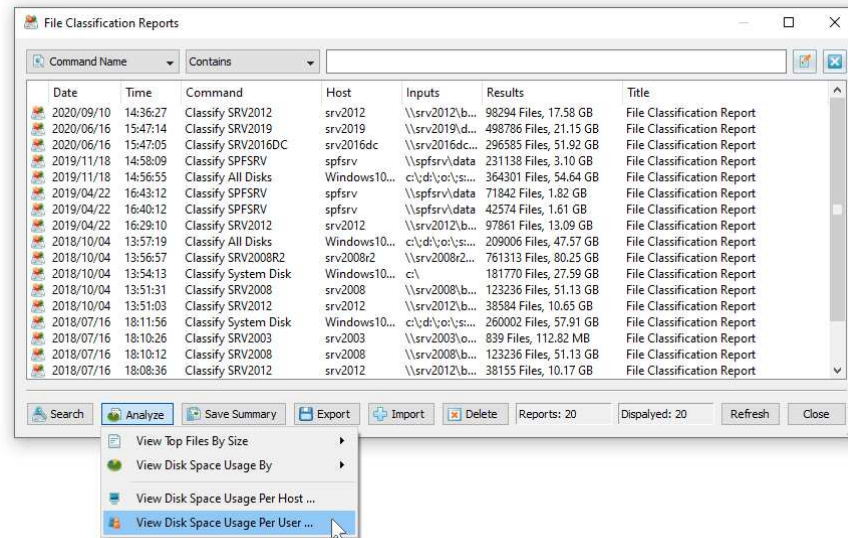 File Classification Reports
Command Name Contains
Date Time Command Host Inputs Results Title
2020/09/10 14:36:27 Classify SRV2012 srv2012 \\srv2012\b... 98294 Files, 17.58 GB File Classification Report
2020/06/16 15:47:14 Classify SRV2019 srv2019 \\srv2019\d... 498786 Files, 21.15 GB File Classification Report
2020/06/16 15:47:05 Classify SRV2016DC srv2016dc \\srv2016dc... 296585 Files, 51.92 GB File Classification Report
2019/11/18 14:58:09 Classify SPFSRV spfsrv \\spfsrv\data 231138 Files, 3.10 GB File Classification Report
2019/11/18 14:56:55 Classify All Disks Windows10... c:\;d:\;o:\;s:... 364301 Files, 54.64 GB File Classification Report
2019/04/22 16:43:12 Classify SPFSRV spfsrv \\spfsrv\data 71842 Files, 1.82 GB File Classification Report
2019/04/22 16:40:12 Classify SPFSRV spfsrv \\spfsrv\data 42574 Files, 1.61 GB File Classification Report
2019/04/22 16:29:10 Classify SRV2012 srv2012 \\srv2012\b... 97861 Files, 13.09 GB File Classification Report
2018/10/04 13:57:19 Classify All Disks Windows10... c:\;d:\;o:\;s:... 209006 Files, 47.57 GB File Classification Report
2018/10/04 13:56:57 Classify SRV2008R2 srv2008r2 \\srv2008r2... 761313 Files, 80.25 GB File Classification Report
2018/10/04 13:54:13 Classify System Disk Windows10... c:\ 181770 Files, 27.59 GB File Classification Report
2018/10/04 13:51:31 Classify SRV2008 srv2008 \\srv2008\b... 123236 Files, 51.13 GB File Classification Report
2018/10/04 13:51:03 Classify SRV2012 srv2012 \\srv2012\b... 38584 Files, 10.65 GB File Classification Report
2018/07/16 18:11:56 Classify System Disk Windows10... c:\;d:\;o:\;s:... 260002 Files, 57.91 GB File Classification Report
2018/07/16 18:10:26 Classify SRV2003 srv2003 \\srv2003\o... 839 Files, 112.82 MB File Classification Report
2018/07/16 18:10:12 Classify SRV2008 srv2008 \\srv2008\b... 123236 Files, 51.13 GB File Classification Report
2018/07/16 18:08:36 Classify SRV2012 srv2012 \\srv2012\b... 38155 Files, 10.17 GB File Classification Report
Search Analyze Save Summary Export Import Delete Reports: 20 Dispalyed: 20 Refresh Close
View Top Files By Size
View Disk Space Usage By
View Disk Space Usage Per Host ...
View Disk Space Usage Per User ...